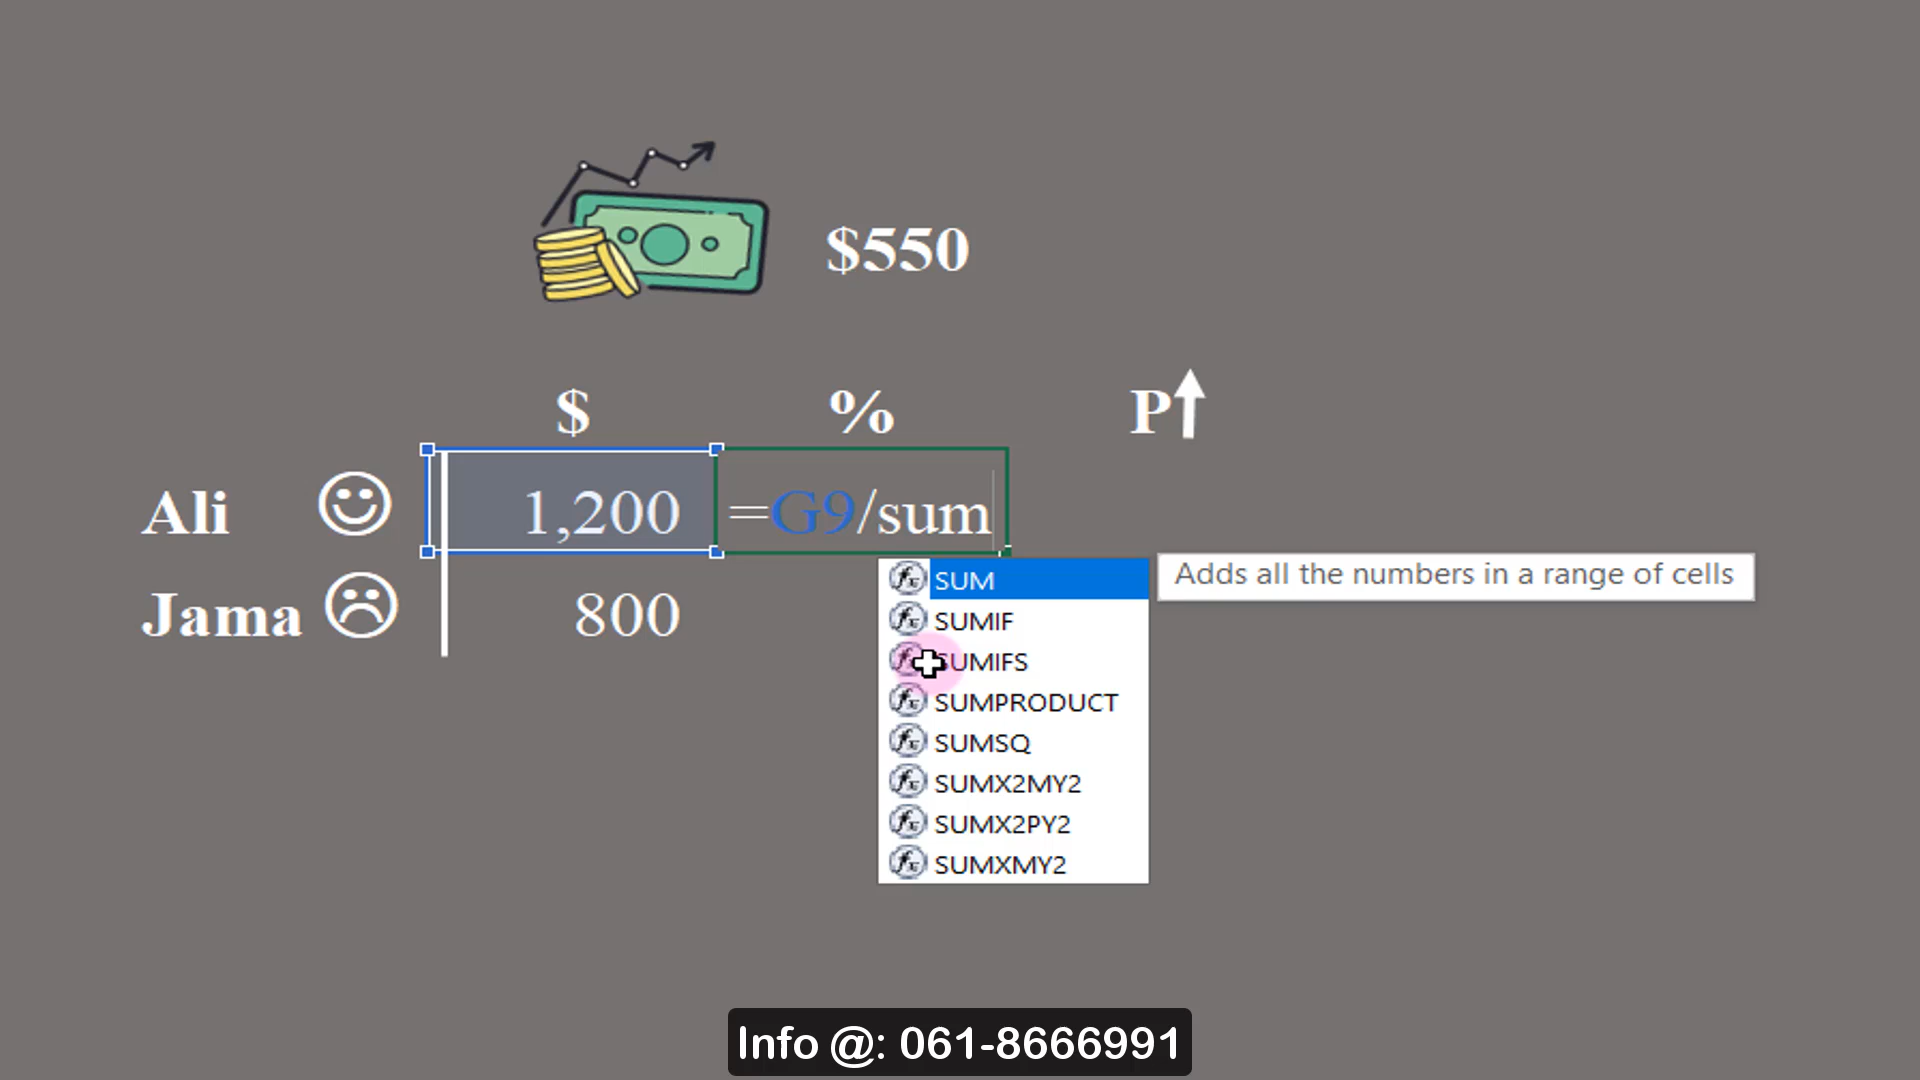 $550
$ % P
Ali 1,200 =G9/sum
SUM Adds all the numbers in a range of cells
Jama 800 SUMIF
SUMIFS
SUMPRODUCT
SUMSQ
SUMX2MY2
SUMX2PY2
SUMXMY2
Info @: 061-8666991